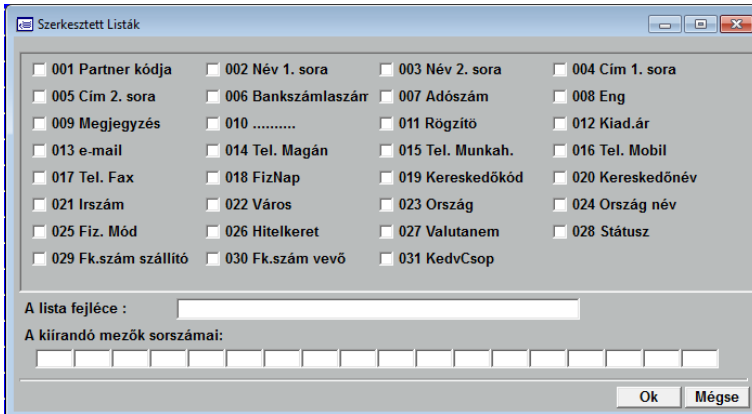 Szerkesztett Listák
001 Partner kódja 002 Név 1. sora 003 Név 2. sora 004 Cím 1. sora
005 Cím 2. sora 006 Bankszámlaszám 007 Adószám 008 Eng
009 Megjegyzés 010 .......... 011 Rögzítö 012 Kiad.ár
013 e-mail 014 Tel. Magán 015 Tel. Munkah. 016 Tel. Mobil
017 Tel. Fax 018 FizNap 019 Kereskedőkód 020 Kereskedőnév
021 Irszám 022 Város 023 Ország 024 Ország név
025 Fiz. Mód 026 Hitelkeret 027 Valutanem 028 Státusz
029 Fk.szám szállító 030 Fk.szám vevő 031 KedvCsop
A lista fejléce :
A kiírandó mezők sorszámai:
Ok Mégse